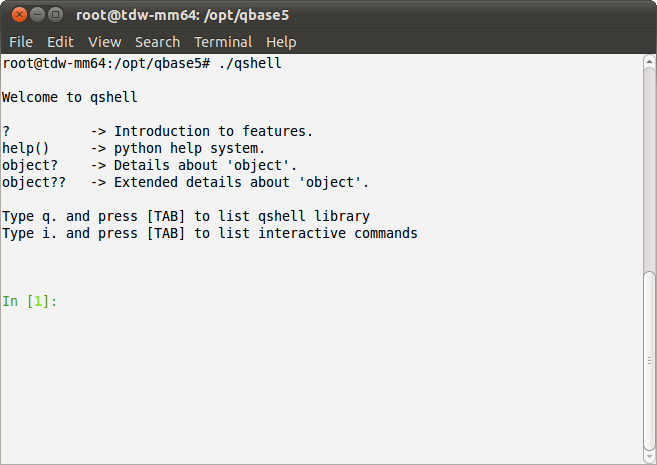 root@tdw-mm64: /opt/qbase5
File Edit View Search Terminal Help
root@tdw-mm64:/opt/qbase5# ./qshell
Welcome to qshell
? -> Introduction to features.
help() -> python help system.
object? -> Details about 'object'.
object?? -> Extended details about 'object'.
Type q. and press [TAB] to list qshell library
Type i. and press [TAB] to list interactive commands
In [1]: